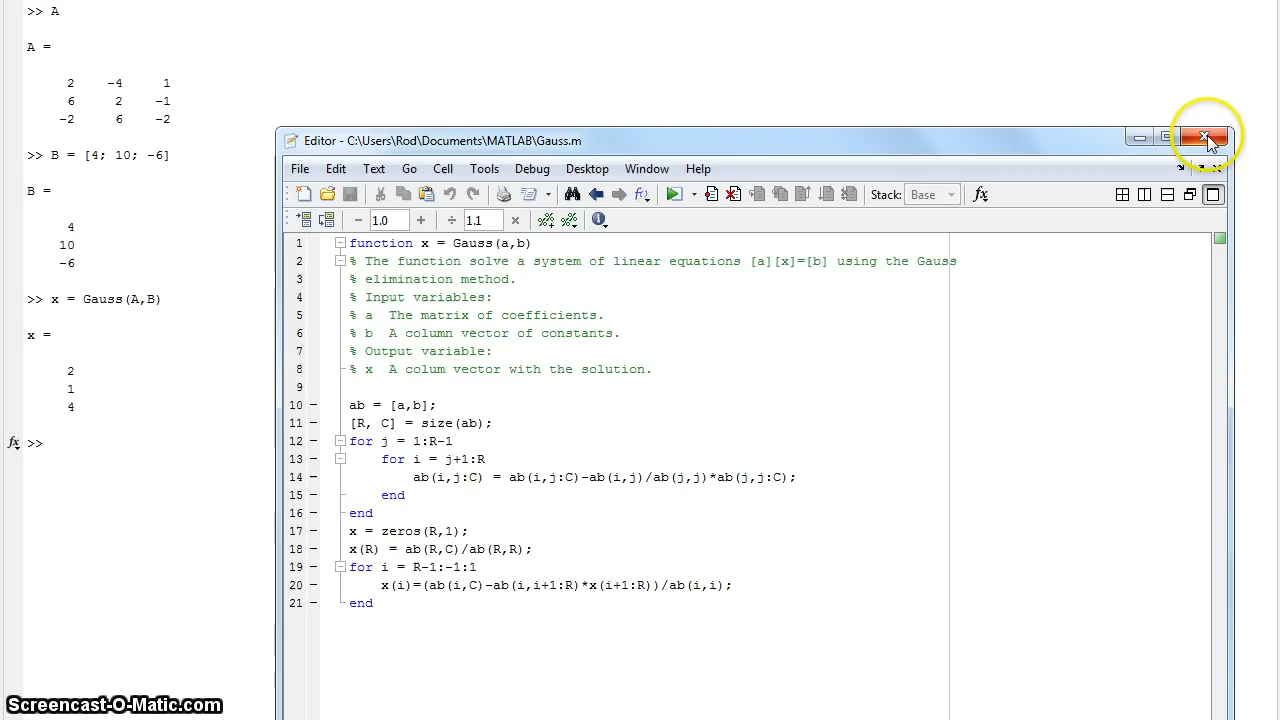 >> A
A =
2 -4 1
6 2 -1
-2 6 -2
>> B = [4; 10; -6]
B =
4
10
-6
>> x = Gauss(A,B)
x =
2
1
4
fx >>
Editor - C:\Users\Rod\Documents\MATLAB\Gauss.m
File Edit Text Go Cell Tools Debug Desktop Window Help
Stack: Base fx
- 1.0 + ÷ 1.1 ×
1 function x = Gauss(a,b)
2 % The function solve a system of linear equations [a][x]=[b] using the Gauss
3 % elimination method.
4 % Input variables:
5 % a The matrix of coefficients.
6 % b A column vector of constants.
7 % Output variable:
8 % x A colum vector with the solution.
9
10 - ab = [a,b];
11 - [R, C] = size(ab);
12 - for j = 1:R-1
13 - for i = j+1:R
14 - ab(i,j:C) = ab(i,j:C)-ab(i,j)/ab(j,j)*ab(j,j:C);
15 - end
16 - end
17 - x = zeros(R,1);
18 - x(R) = ab(R,C)/ab(R,R);
19 - for i = R-1:-1:1
20 - x(i)=(ab(i,C)-ab(i,i+1:R)*x(i+1:R))/ab(i,i);
21 - end
Screencast-O-Matic.com